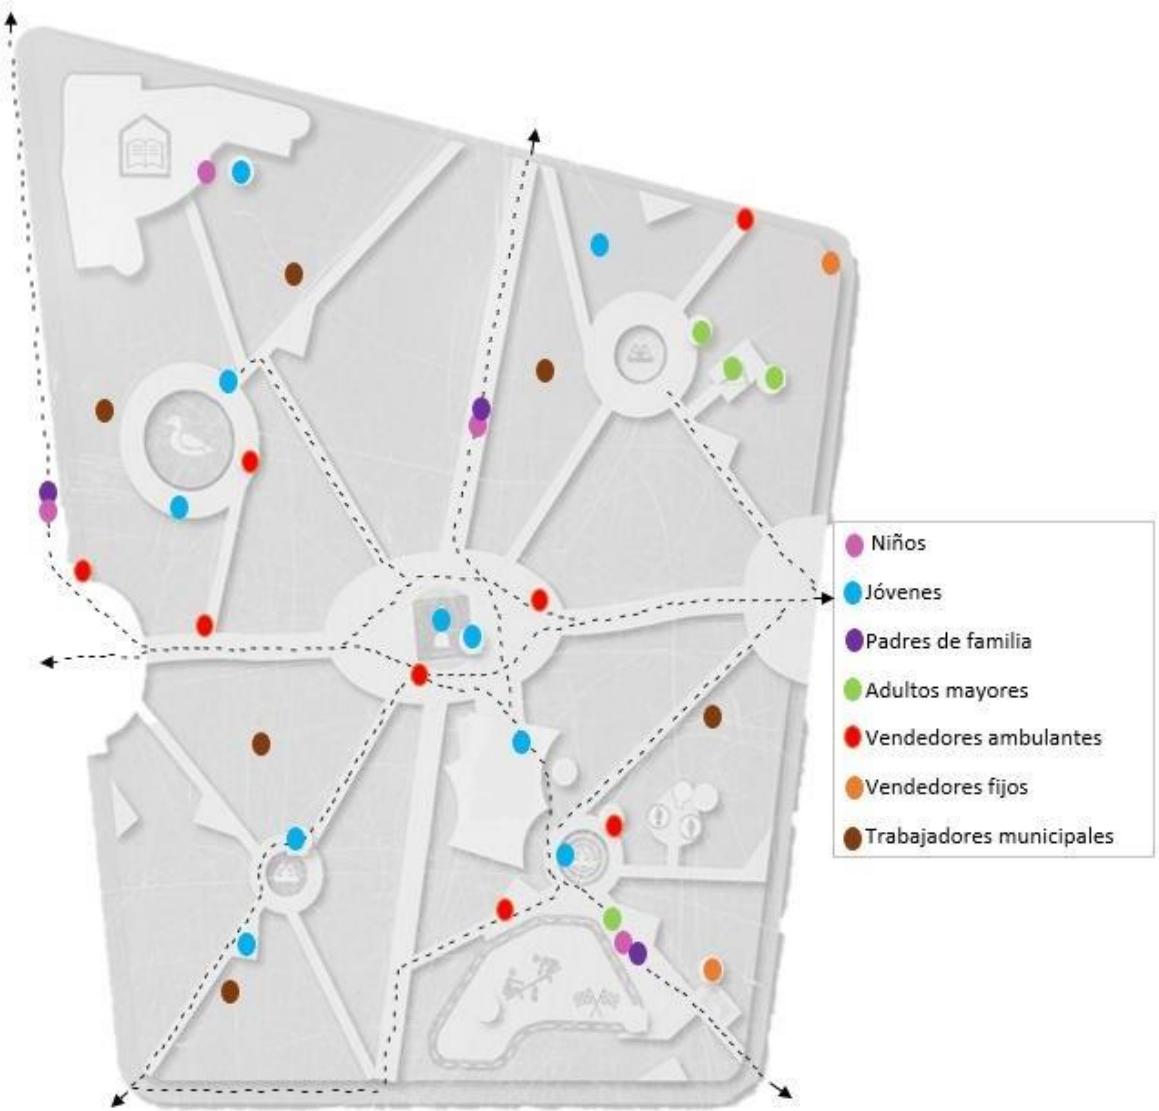 Niños
Jóvenes
Padres de familia
Adultos mayores
Vendedores ambulantes
Vendedores fijos
Trabajadores municipales